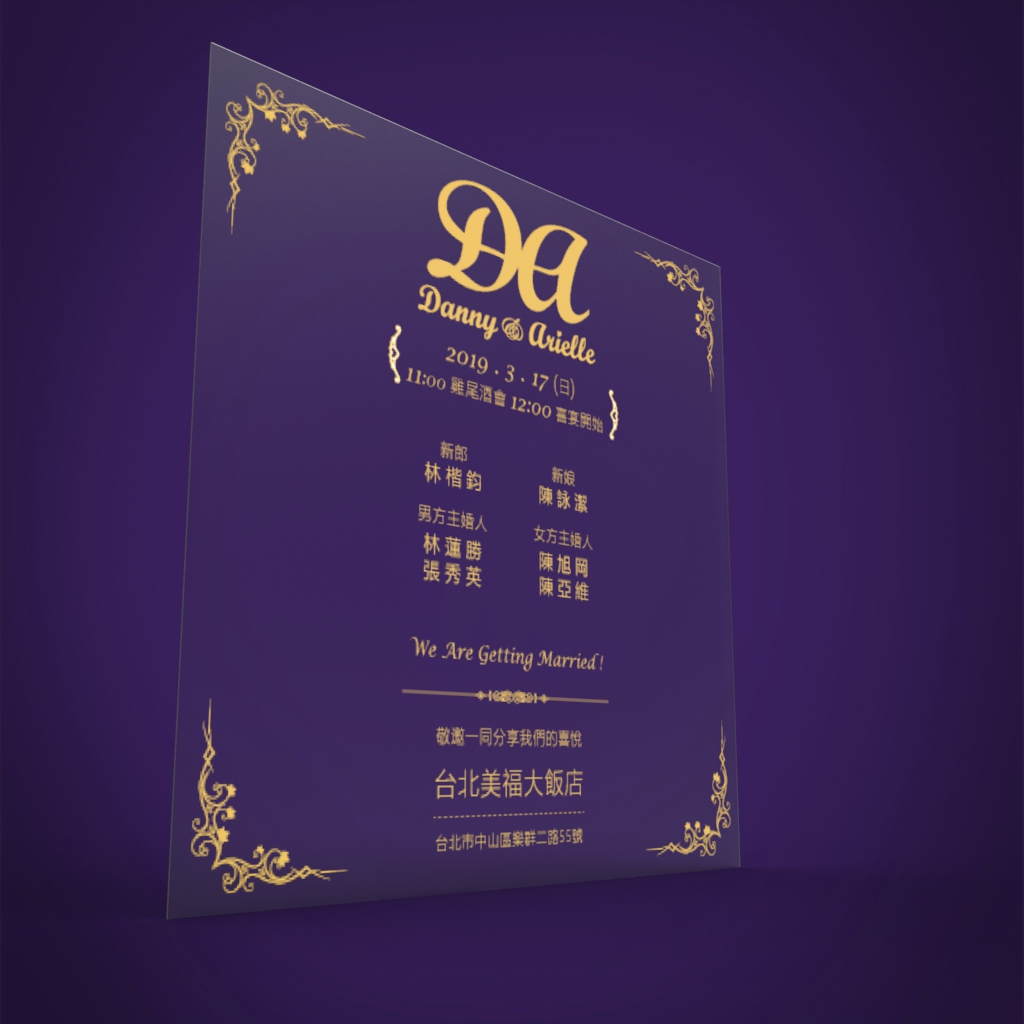 DA
Danny & Arielle
2019 . 3 . 17 (日)
11:00 雞尾酒會 12:00 喜宴開始
新郎
林楷鈞
新娘
陳詠潔
男方主婚人
林蓮勝
張秀英
女方主婚人
陳旭岡
陳亞維
We Are Getting Married!
敬邀一同分享我們的喜悅
台北美福大飯店
台北市中山區樂群二路55號